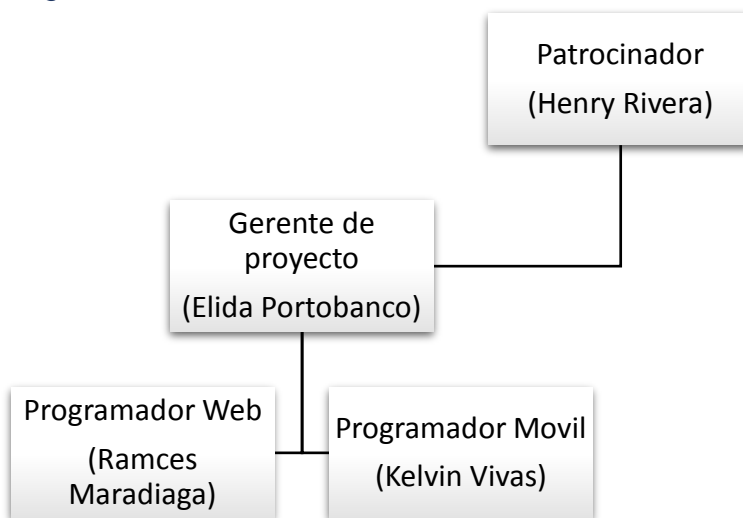 Patrocinador
(Henry Rivera)
Gerente de
proyecto
(Elida Portobanco)
Programador Web
(Ramces
Maradiaga)
Programador Movil
(Kelvin Vivas)